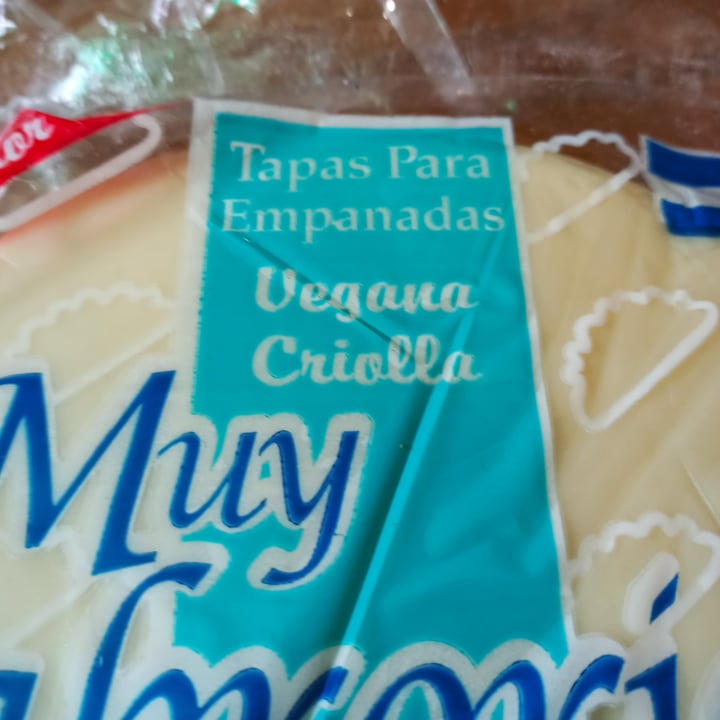 Tapas Para
Empanadas
Vegana
Criolla
Muy